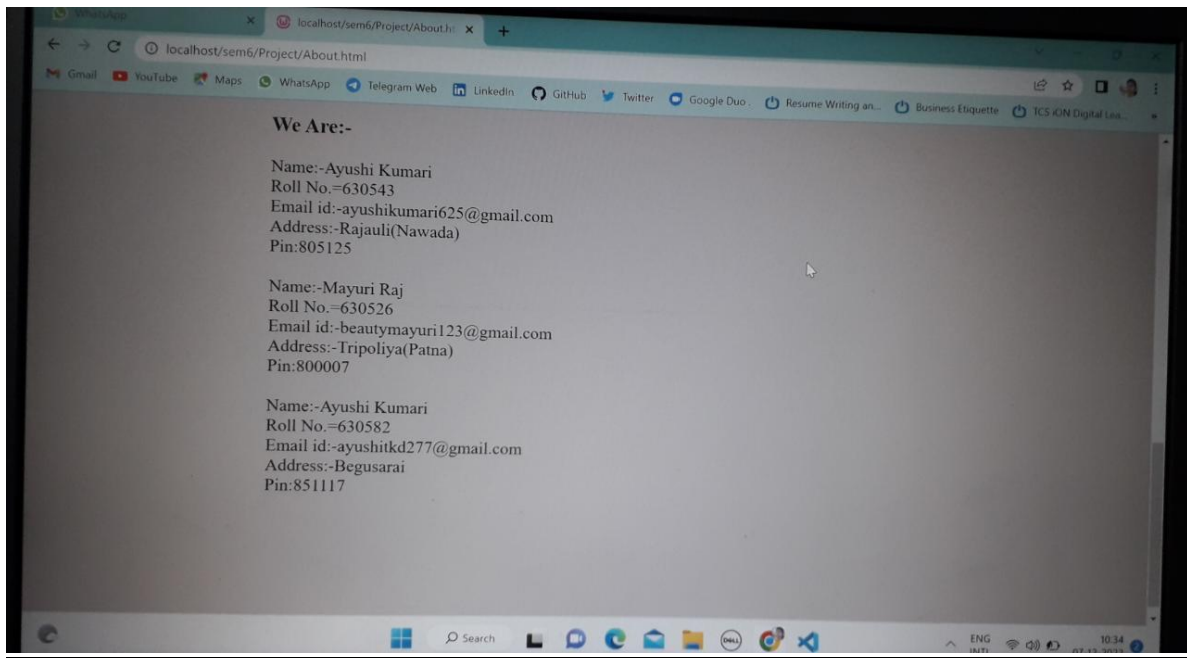 WhatsApp
localhost/sem6/Project/About.ht
localhost/sem6/Project/About.html
Gmail YouTube Maps WhatsApp Telegram Web LinkedIn GitHub Twitter Google Duo Resume Writing an... Business Etiquette TCS iON Digital Lea...
We Are:-
Name:-Ayushi Kumari
Roll No.=630543
Email id:-ayushikumari625@gmail.com
Address:-Rajauli(Nawada)
Pin:805125
Name:-Mayuri Raj
Roll No.=630526
Email id:-beautymayuri123@gmail.com
Address:-Tripoliya(Patna)
Pin:800007
Name:-Ayushi Kumari
Roll No.=630582
Email id:-ayushitkd277@gmail.com
Address:-Begusarai
Pin:851117
Search DELL ENG 10:34
INTL